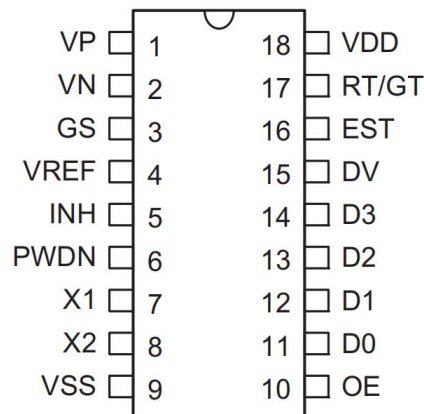 VP 1 18 VDD
VN 2 17 RT/GT
GS 3 16 EST
VREF 4 15 DV
INH 5 14 D3
PWDN 6 13 D2
X1 7 12 D1
X2 8 11 D0
VSS 9 10 OE